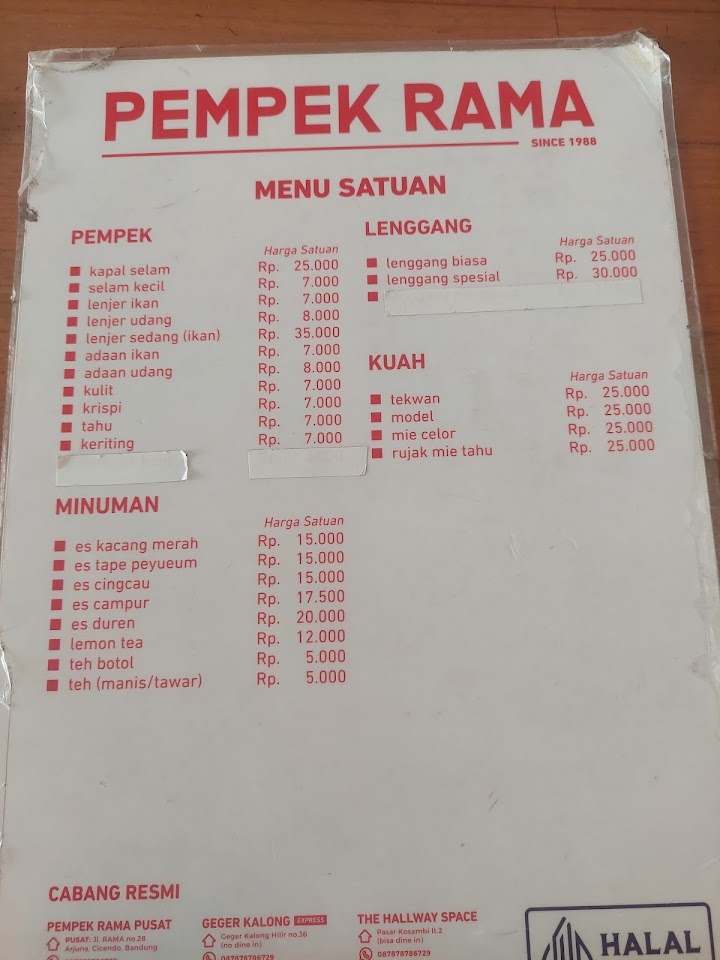 PEMPEK RAMA
SINCE 1988
MENU SATUAN
PEMPEK
Harga Satuan
kapal selam Rp. 25.000
selam kecil Rp. 7.000
lenjer ikan Rp. 7.000
lenjer udang Rp. 8.000
lenjer sedang (ikan) Rp. 35.000
adaan ikan Rp. 7.000
adaan udang Rp. 8.000
kulit Rp. 7.000
krispi Rp. 7.000
tahu Rp. 7.000
keriting Rp. 7.000
LENGGANG
Harga Satuan
lenggang biasa Rp. 25.000
lenggang spesial Rp. 30.000
KUAH
Harga Satuan
tekwan Rp. 25.000
model Rp. 25.000
mie celor Rp. 25.000
rujak mie tahu Rp. 25.000
MINUMAN
Harga Satuan
es kacang merah Rp. 15.000
es tape peyueum Rp. 15.000
es cingcau Rp. 15.000
es campur Rp. 17.500
es duren Rp. 20.000
lemon tea Rp. 12.000
teh botol Rp. 5.000
teh (manis/tawar) Rp. 5.000
CABANG RESMI
PEMPEK RAMA PUSAT
PUSAT: Jl. RAMA no.28
Arjuna, Cicendo, Bandung
GEGER KALONG EXPRESS
Geger Kalong Hilir no.36
(no dine in)
087878786729
THE HALLWAY SPACE
Pasar Kosambi lt.2
(bisa dine in)
087878786729
HALAL